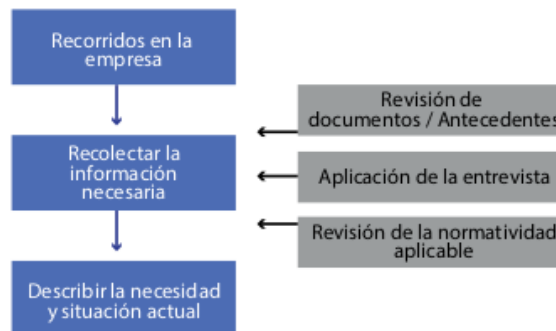 Recorridos en la
empresa
Recolectar la
información
necesaria
Describir la necesidad
y situación actual
Revisión de
documentos / Antecedentes
Aplicación de la entrevista
Revisión de la normatividad
aplicable